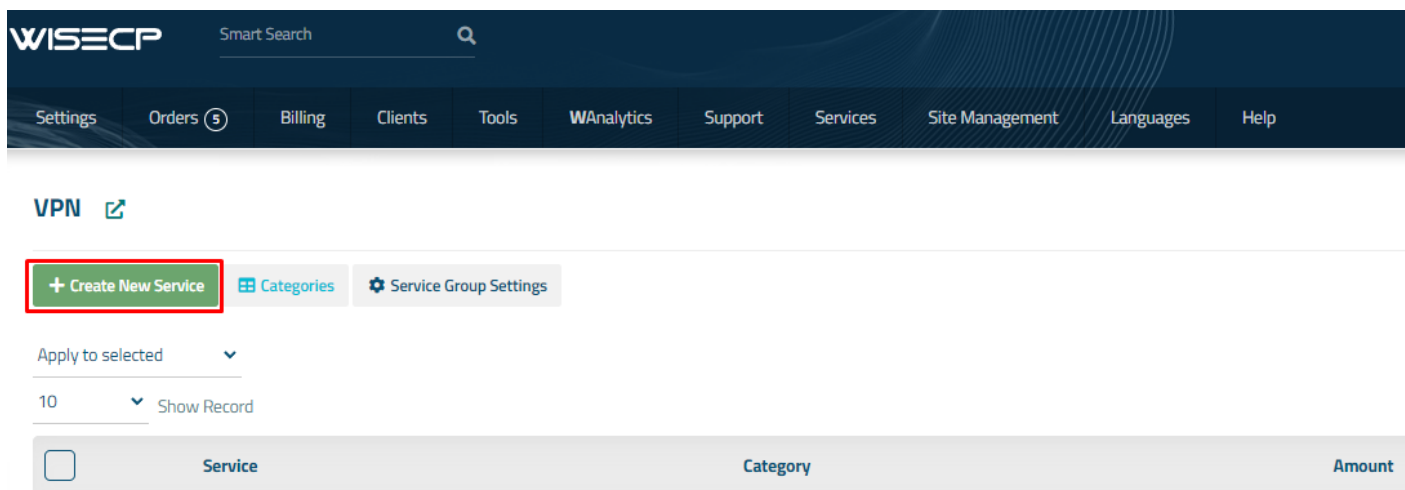 WISECP Smart Search
Settings Orders 5 Billing Clients Tools WAnalytics Support Services Site Management Languages Help
VPN
+ Create New Service Categories Service Group Settings
Apply to selected
10 Show Record
Service Category Amount